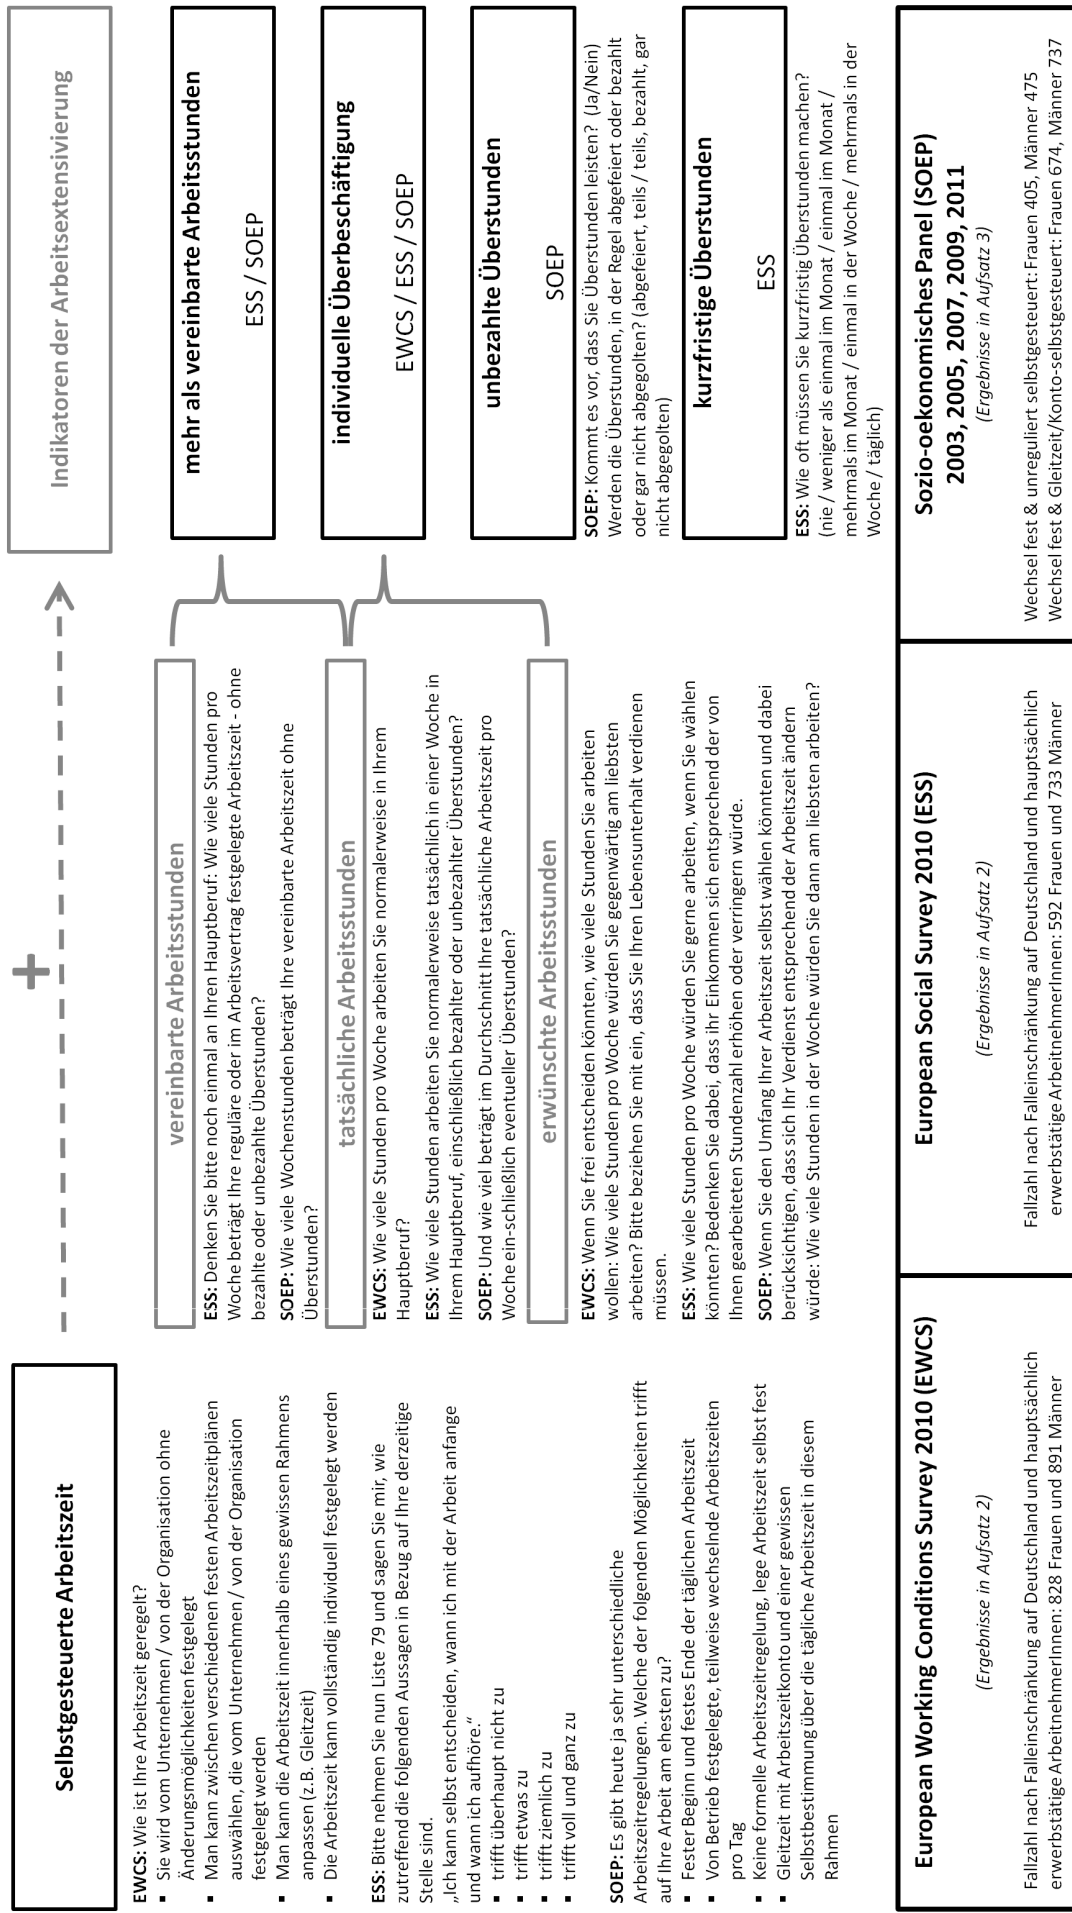 Selbstgesteuerte Arbeitszeit
+
Indikatoren der Arbeitsextensivierung
EWCS: Wie ist Ihre Arbeitszeit geregelt?
▪ Sie wird vom Unternehmen / von der Organisation ohne
Änderungsmöglichkeiten festgelegt
▪ Man kann zwischen verschiedenen festen Arbeitszeitplänen
auswählen, die vom Unternehmen / von der Organisation
festgelegt werden
▪ Man kann die Arbeitszeit innerhalb eines gewissen Rahmens
anpassen (z.B. Gleitzeit)
▪ Die Arbeitszeit kann vollständig individuell festgelegt werden
ESS: Bitte nehmen Sie nun Liste 79 und sagen Sie mir, wie
zutreffend die folgenden Aussagen in Bezug auf Ihre derzeitige
Stelle sind.
„Ich kann selbst entscheiden, wann ich mit der Arbeit anfange
und wann ich aufhöre.“
▪ trifft überhaupt nicht zu
▪ trifft etwas zu
▪ trifft ziemlich zu
▪ trifft voll und ganz zu
SOEP: Es gibt heute ja sehr unterschiedliche
Arbeitszeitregelungen. Welche der folgenden Möglichkeiten trifft
auf Ihre Arbeit am ehesten zu?
▪ Fester Beginn und festes Ende der täglichen Arbeitszeit
▪ Von Betrieb festgelegte, teilweise wechselnde Arbeitszeiten
pro Tag
▪ Keine formelle Arbeitszeitregelung, lege Arbeitszeit selbst fest
▪ Gleitzeit mit Arbeitszeitkonto und einer gewissen
Selbstbestimmung über die tägliche Arbeitszeit in diesem
Rahmen
vereinbarte Arbeitsstunden
ESS: Denken Sie bitte noch einmal an Ihren Hauptberuf: Wie viele Stunden pro
Woche beträgt Ihre reguläre oder im Arbeitsvertrag festgelegte Arbeitszeit - ohne
bezahlte oder unbezahlte Überstunden?
SOEP: Wie viele Wochenstunden beträgt Ihre vereinbarte Arbeitszeit ohne
Überstunden?
tatsächliche Arbeitsstunden
EWCS: Wie viele Stunden pro Woche arbeiten Sie normalerweise in Ihrem
Hauptberuf?
ESS: Wie viele Stunden arbeiten Sie normalerweise tatsächlich in einer Woche in
Ihrem Hauptberuf, einschließlich bezahlter oder unbezahlter Überstunden?
SOEP: Und wie viel beträgt im Durchschnitt Ihre tatsächliche Arbeitszeit pro
Woche ein-schließlich eventueller Überstunden?
erwünschte Arbeitsstunden
EWCS: Wenn Sie frei entscheiden könnten, wie viele Stunden Sie arbeiten
wollen: Wie viele Stunden pro Woche würden Sie gegenwärtig am liebsten
arbeiten? Bitte beziehen Sie mit ein, dass Sie Ihren Lebensunterhalt verdienen
müssen.
ESS: Wie viele Stunden pro Woche würden Sie gerne arbeiten, wenn Sie wählen
könnten? Bedenken Sie dabei, dass ihr Einkommen sich entsprechend der von
Ihnen gearbeiteten Stundenzahl erhöhen oder verringern würde.
SOEP: Wenn Sie den Umfang Ihrer Arbeitszeit selbst wählen könnten und dabei
berücksichtigen, dass sich Ihr Verdienst entsprechend der Arbeitszeit ändern
würde: Wie viele Stunden in der Woche würden Sie dann am liebsten arbeiten?
mehr als vereinbarte Arbeitsstunden
ESS / SOEP
individuelle Überbeschäftigung
EWCS / ESS / SOEP
unbezahlte Überstunden
SOEP
SOEP: Kommt es vor, dass Sie Überstunden leisten? (Ja/Nein)
Werden die Überstunden, in der Regel abgefeiert oder bezahlt
oder gar nicht abgegolten? (abgefeiert, teils / teils, bezahlt, gar
nicht abgegolten)
kurzfristige Überstunden
ESS
ESS: Wie oft müssen Sie kurzfristig Überstunden machen?
(nie / weniger als einmal im Monat / einmal im Monat /
mehrmals im Monat / einmal in der Woche / mehrmals in der
Woche / täglich)
European Working Conditions Survey 2010 (EWCS)
(Ergebnisse in Aufsatz 2)
Fallzahl nach Falleinschränkung auf Deutschland und hauptsächlich
erwerbstätige ArbeitnehmerInnen: 828 Frauen und 891 Männer
European Social Survey 2010 (ESS)
(Ergebnisse in Aufsatz 2)
Fallzahl nach Falleinschränkung auf Deutschland und hauptsächlich
erwerbstätige ArbeitnehmerInnen: 592 Frauen und 733 Männer
Sozio-oekonomisches Panel (SOEP)
2003, 2005, 2007, 2009, 2011
(Ergebnisse in Aufsatz 3)
Wechsel fest & unreguliert selbstgesteuert: Frauen 405, Männer 475
Wechsel fest & Gleitzeit/Konto-selbstgesteuert: Frauen 674, Männer 737